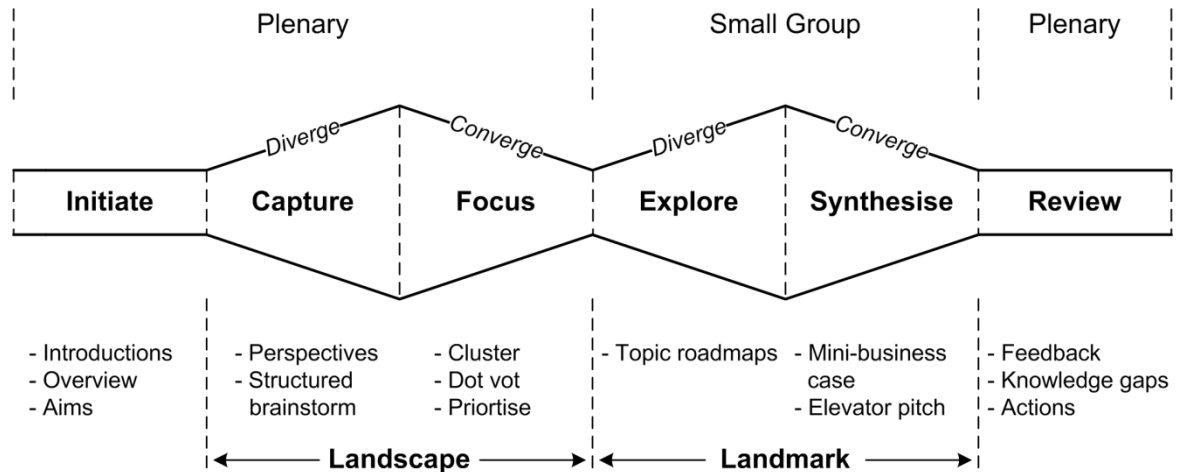 Plenary
Small Group
Plenary
Diverge
Converge
Diverge
Converge
Initiate
Capture
Focus
Explore
Synthesise
Review
- Introductions
- Overview
- Aims
- Perspectives
- Structured
brainstorm
- Cluster
- Dot vot
- Priortise
- Topic roadmaps
- Mini-business
case
- Elevator pitch
- Feedback
- Knowledge gaps
- Actions
Landscape
Landmark